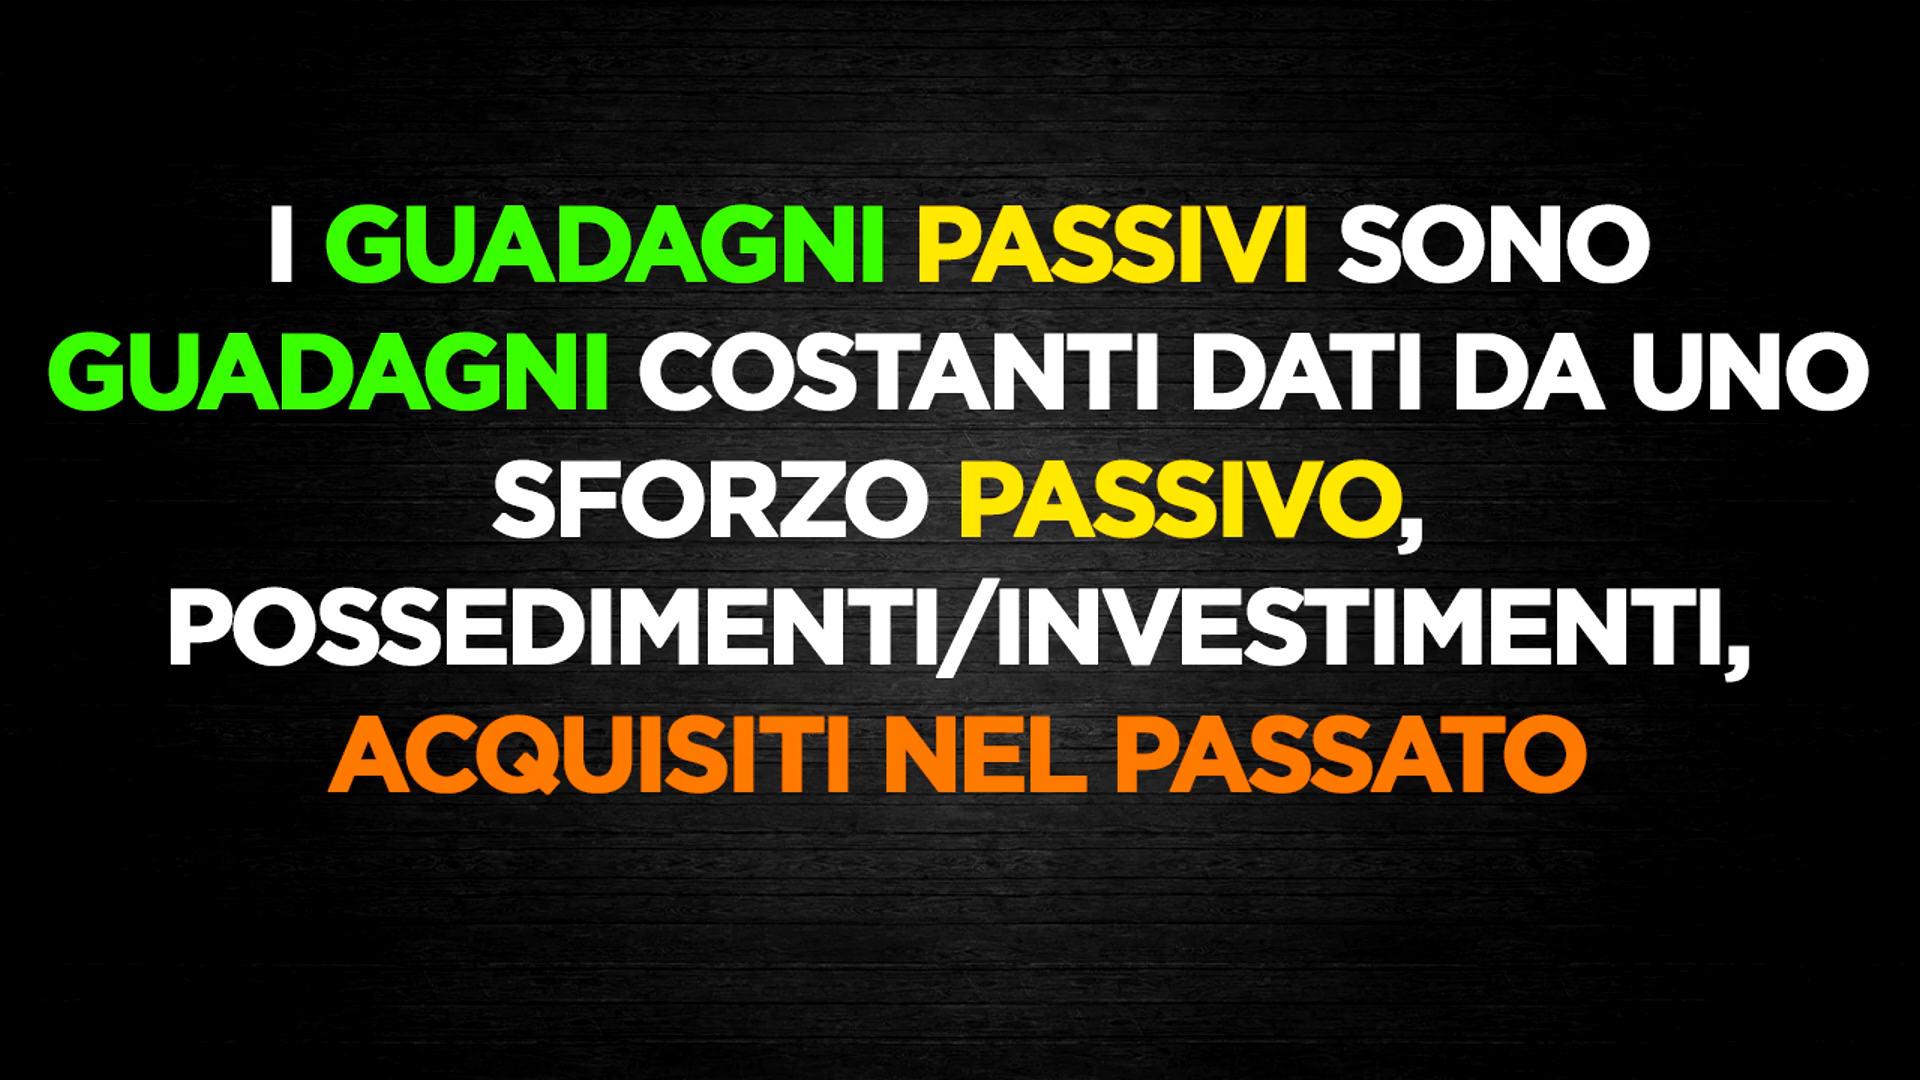 I GUADAGNI PASSIVI SONO
GUADAGNI COSTANTI DATI DA UNO
SFORZO PASSIVO,
POSSEDIMENTI/INVESTIMENTI,
ACQUISITI NEL PASSATO